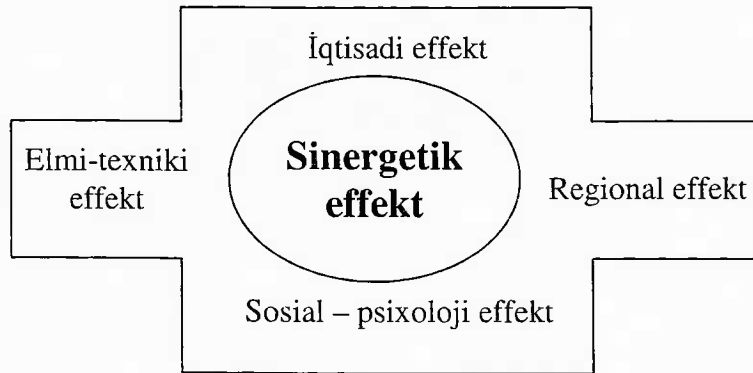 İqtisadi effekt
Elmi-texniki
effekt
Sinergetik
effekt
Regional effekt
Sosial – psixoloji effekt